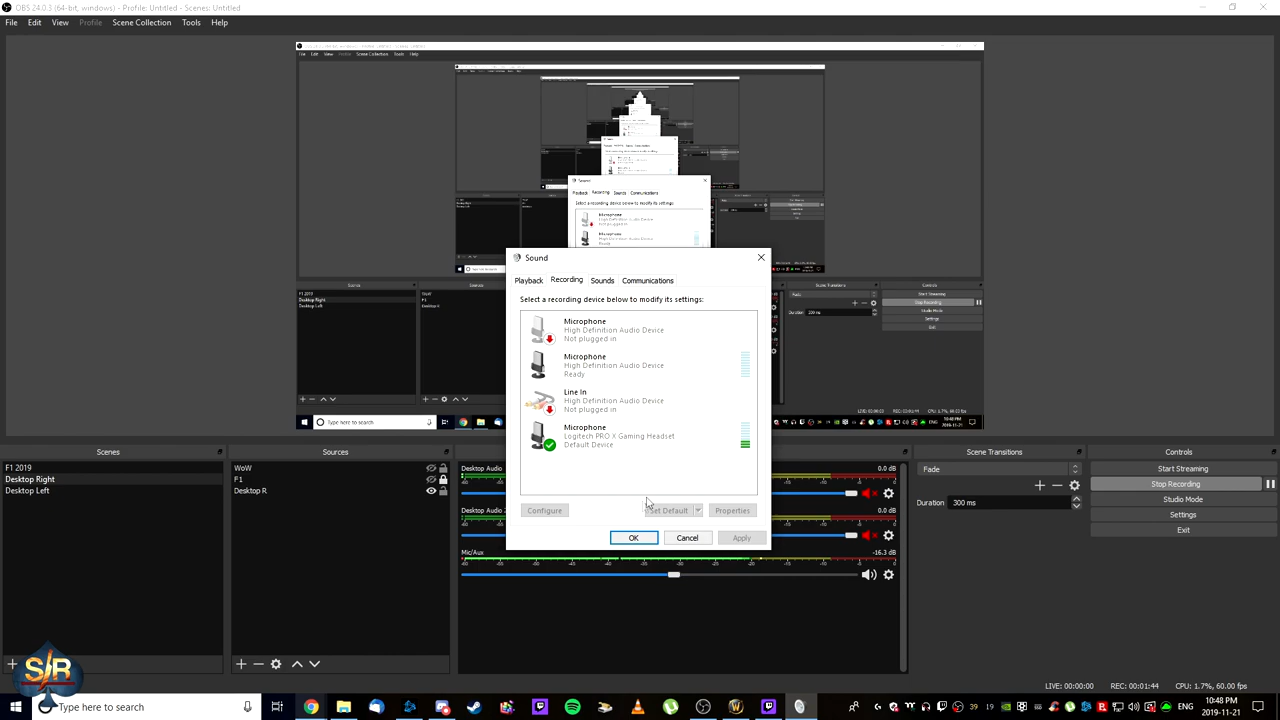 OBS 24.0.3 (64-bit, windows) - Profile: Untitled - Scenes: Untitled
File Edit View Profile Scene Collection Tools Help
Sound
Playback Recording Sounds Communications
Select a recording device below to modify its settings:
Microphone
High Definition Audio Device
Not plugged in
Microphone
High Definition Audio Device
Ready
Line In
High Definition Audio Device
Not plugged in
Microphone
Logitech PRO X Gaming Headset
Default Device
Configure Set Default Properties
OK Cancel Apply
Scenes
F1 2019
Desktop Right
Desktop Left
Sources
WoW
F1
Desktop R
Desktop Audio 0.0 dB
Desktop Audio 2 0.0 dB
Mic/Aux -16.3 dB
Scene Transitions
Fade
Duration 300 ms
Controls
Start Streaming
Stop Recording
Studio Mode
Settings
Exit
LIVE: 00:00:00 REC: 00:01:44 CPU: 1.7%, 60.00 fps
S/R
Type here to search
10:48 PM
2019-11-21